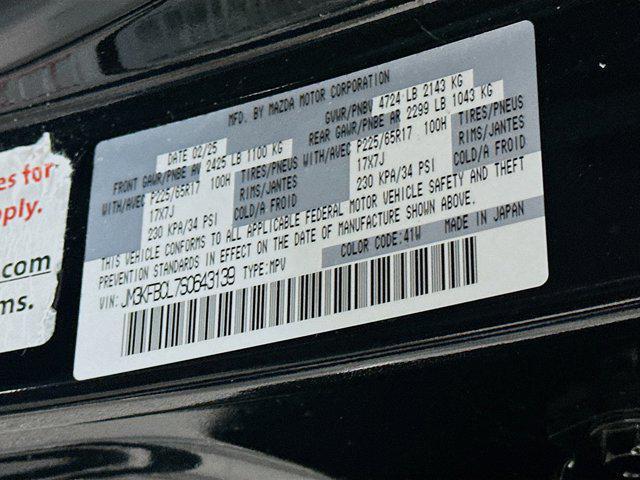 es for
ply.
.com
ms.
MFD. BY MAZDA MOTOR CORPORATION
DATE 02/25 GVWR/PNBV 4724 LB 2143 KG
FRONT GAWR/PNBE AV 2425 LB 1100 KG REAR GAWR/PNBE AR 2299 LB 1043 KG
WITH/AVEC P225/65R17 100H TIRES/PNEUS WITH/AVEC P225/65R17 100H TIRES/PNEUS
17X7J RIMS/JANTES 17X7J RIMS/JANTES
230 KPA/34 PSI COLD/A FROID 230 KPA/34 PSI COLD/A FROID
THIS VEHICLE CONFORMS TO ALL APPLICABLE FEDERAL MOTOR VEHICLE SAFETY AND THEFT
PREVENTION STANDARDS IN EFFECT ON THE DATE OF MANUFACTURE SHOWN ABOVE.
VIN: JM3KFBCL7S0643139 TYPE:MPV COLOR CODE:41W MADE IN JAPAN